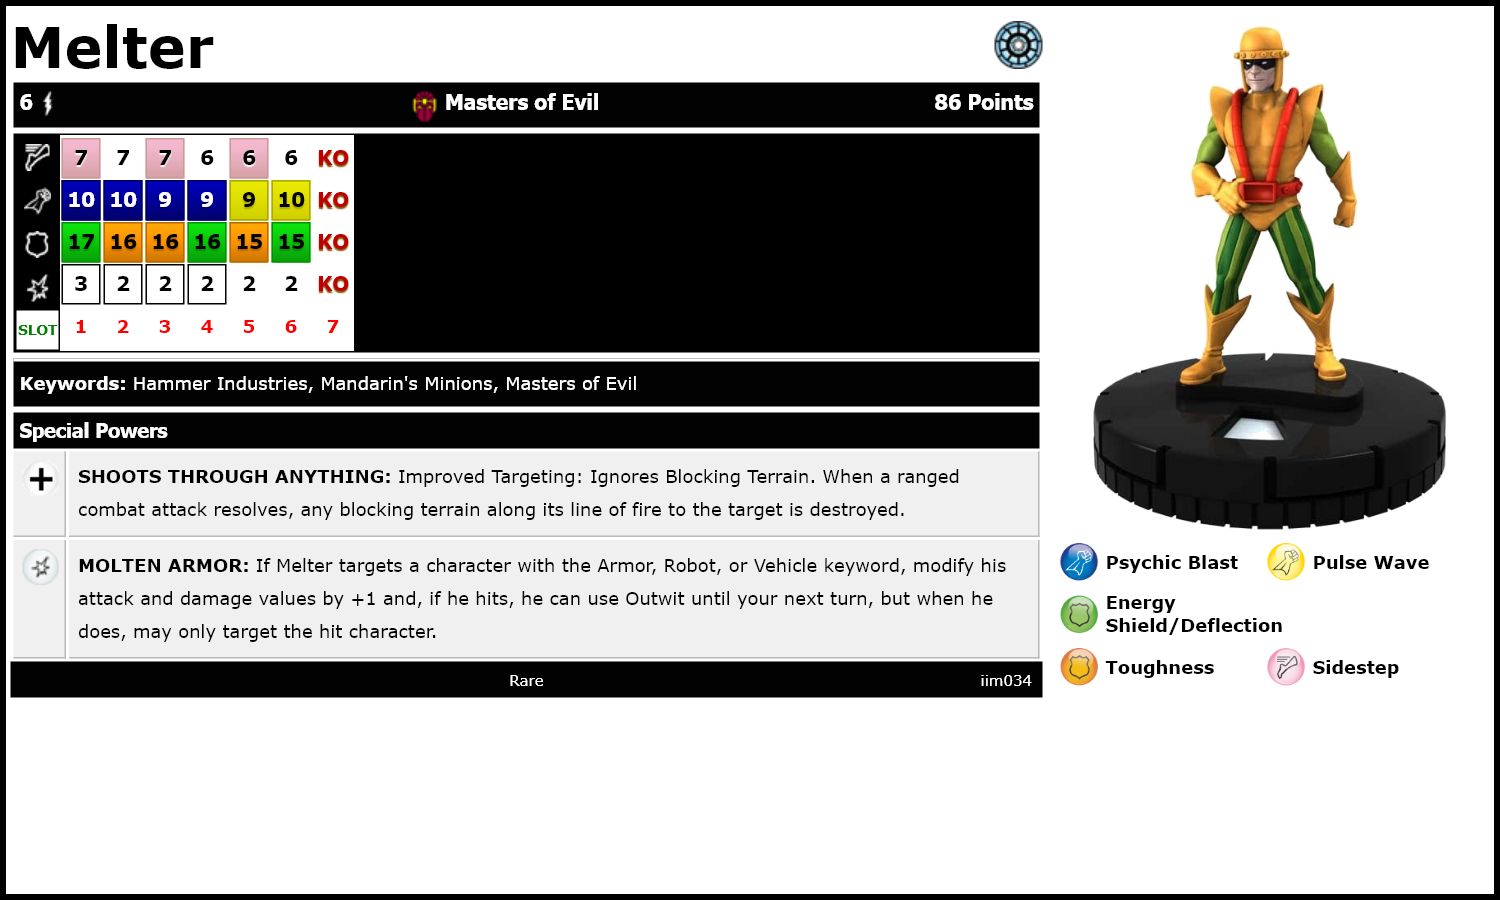 Melter
6 Masters of Evil 86 Points
7 7 7 6 6 6 KO
10 10 9 9 9 10 KO
17 16 16 16 15 15 KO
3 2 2 2 2 2 KO
SLOT 1 2 3 4 5 6 7
Keywords: Hammer Industries, Mandarin's Minions, Masters of Evil
Special Powers
SHOOTS THROUGH ANYTHING: Improved Targeting: Ignores Blocking Terrain. When a ranged
combat attack resolves, any blocking terrain along its line of fire to the target is destroyed.
MOLTEN ARMOR: If Melter targets a character with the Armor, Robot, or Vehicle keyword, modify his
attack and damage values by +1 and, if he hits, he can use Outwit until your next turn, but when he
does, may only target the hit character.
Rare iim034
Psychic Blast Pulse Wave
Energy
Shield/Deflection
Toughness Sidestep